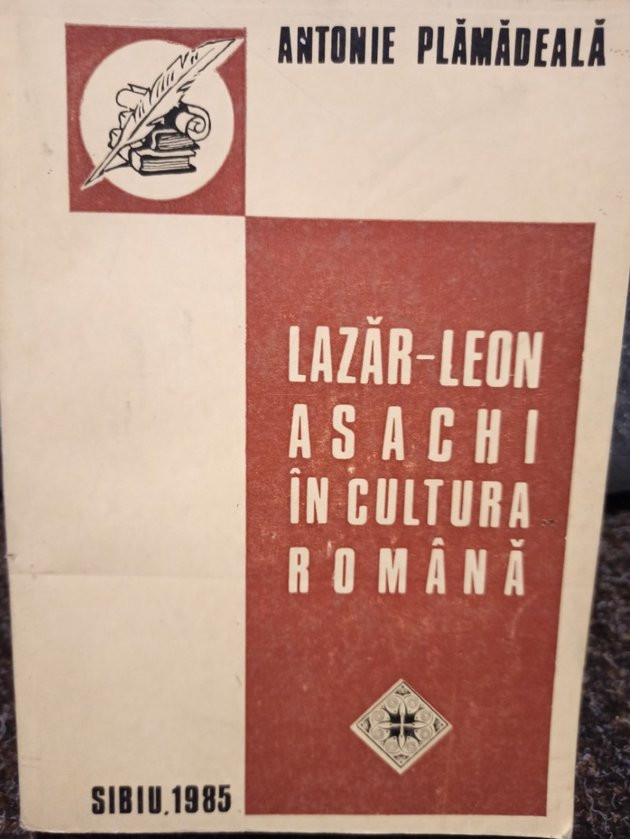 ANTONIE PLĂMĂDEALĂ
LAZĂR-LEON
ASACHI
ÎN CULTURA
ROMÂNĂ
SIBIU, 1985